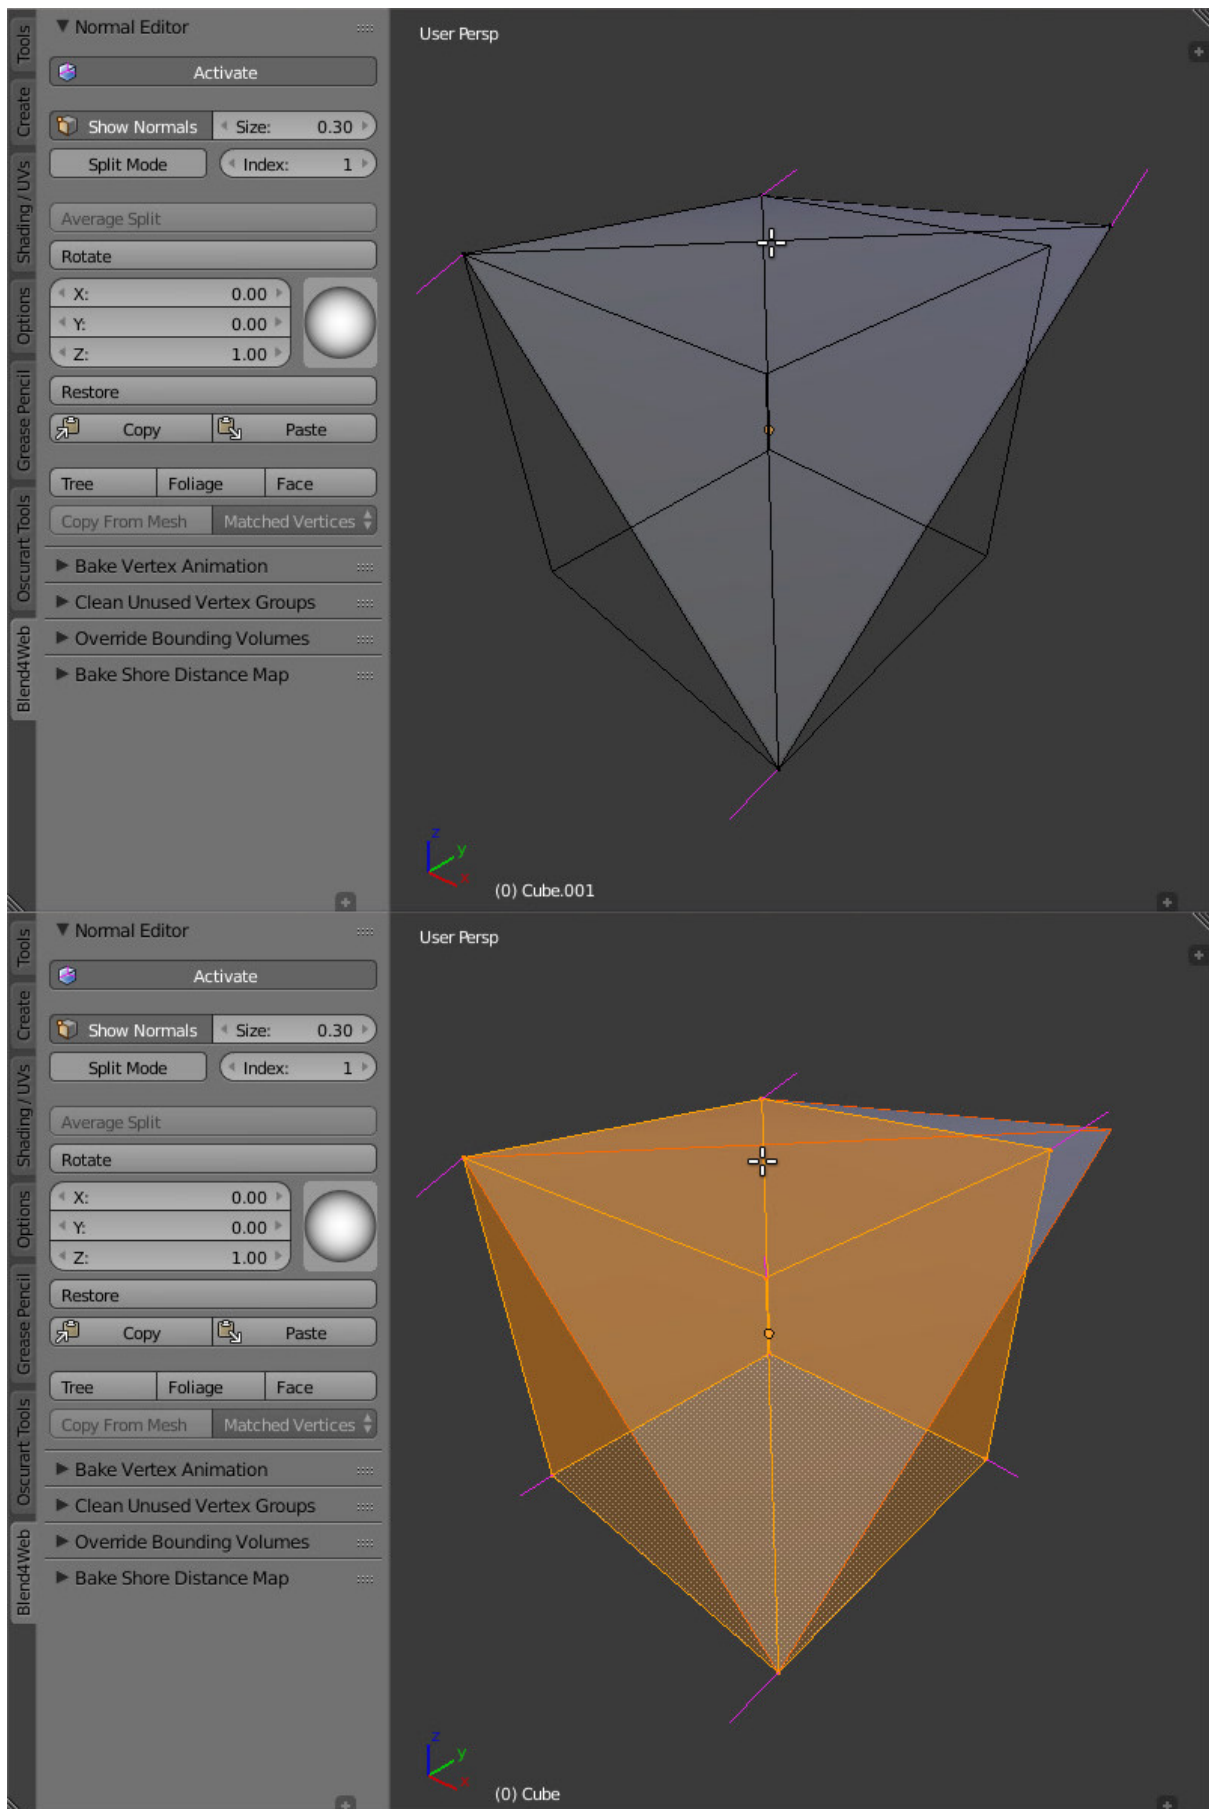 Normal Editor
User Persp
Activate
Show Normals Size: 0.30
Split Mode Index: 1
Average Split
Rotate
X: 0.00
Y: 0.00
Z: 1.00
Restore
Copy Paste
Tree Foliage Face
Copy From Mesh Matched Vertices
Bake Vertex Animation
Clean Unused Vertex Groups
Override Bounding Volumes
Bake Shore Distance Map
Tools
Create
Shading / UVs
Options
Grease Pencil
Oscurart Tools
Blend4Web
z
y
x
(0) Cube.001
Normal Editor
User Persp
Activate
Show Normals Size: 0.30
Split Mode Index: 1
Average Split
Rotate
X: 0.00
Y: 0.00
Z: 1.00
Restore
Copy Paste
Tree Foliage Face
Copy From Mesh Matched Vertices
Bake Vertex Animation
Clean Unused Vertex Groups
Override Bounding Volumes
Bake Shore Distance Map
Tools
Create
Shading / UVs
Options
Grease Pencil
Oscurart Tools
Blend4Web
z
y
x
(0) Cube